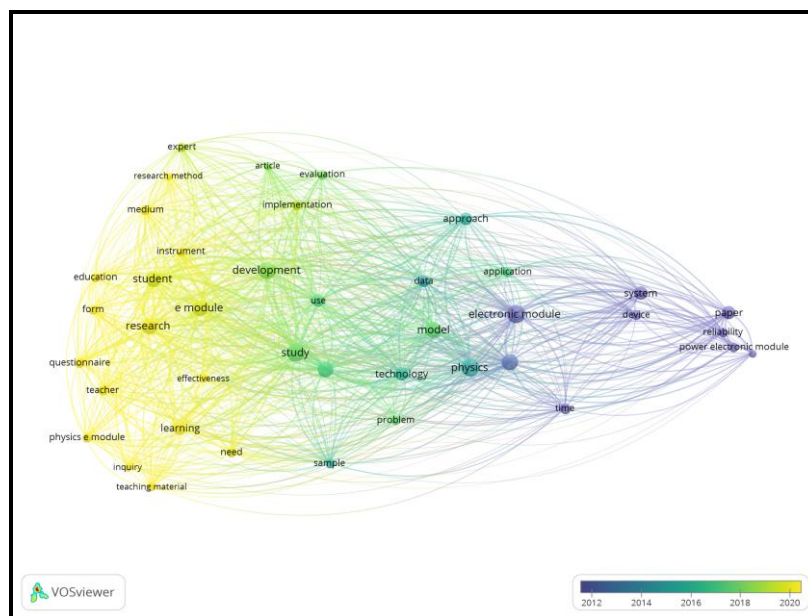 expert
article
evaluation
research method
medium
implementation
approach
instrument
education
student
development
application
data
system
form
e module
use
electronic module
paper
research
device
model
reliability
power electronic module
study
questionnaire
effectiveness
technology
physics
teacher
time
learning
problem
physics e module
need
inquiry
sample
teaching material
VOSviewer
2012 2014 2016 2018 2020